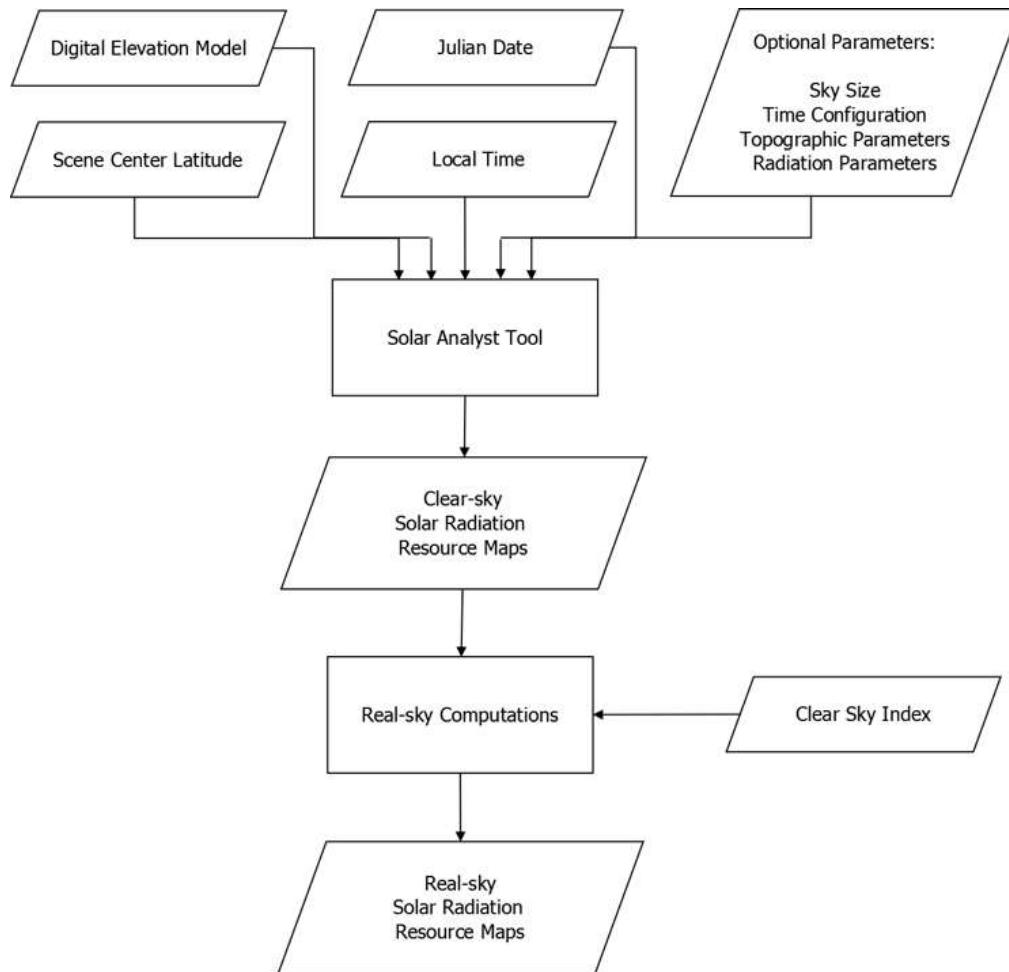 Digital Elevation Model
Julian Date
Optional Parameters:
Sky Size
Time Configuration
Topographic Parameters
Radiation Parameters
Scene Center Latitude
Local Time
Solar Analyst Tool
Clear-sky
Solar Radiation
Resource Maps
Real-sky Computations
Clear Sky Index
Real-sky
Solar Radiation
Resource Maps